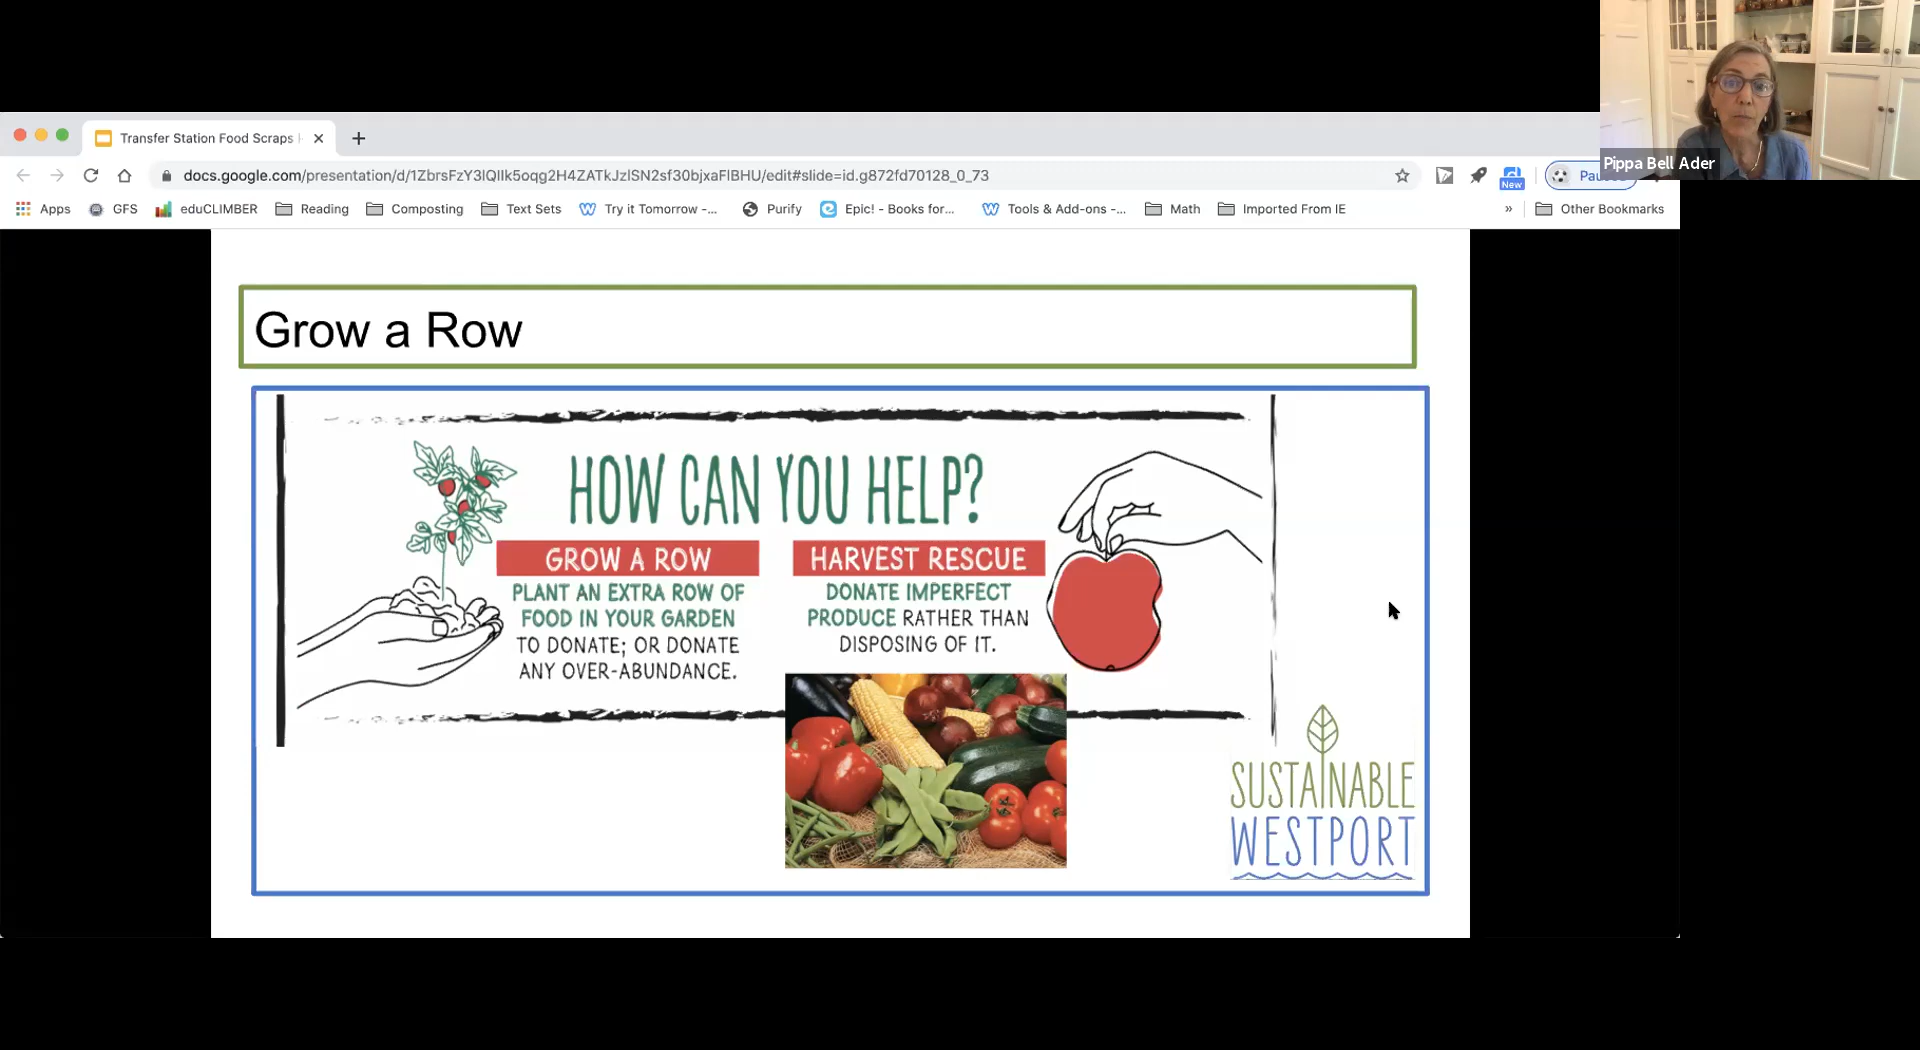 Pippa Bell Ader
Transfer Station Food Scraps
docs.google.com/presentation/d/1ZbrsFzY3lQIlk5oqg2H4ZATkJzlSN2sf30bjxaFlBHU/edit#slide=id.g872fd70128_0_73
New
Apps GFS eduCLIMBER Reading Composting Text Sets Try it Tomorrow -... Purify Epic! - Books for... Tools & Add-ons -... Math Imported From IE » Other Bookmarks
Grow a Row
HOW CAN YOU HELP?
GROW A ROW
PLANT AN EXTRA ROW OF
FOOD IN YOUR GARDEN
TO DONATE; OR DONATE
ANY OVER-ABUNDANCE.
HARVEST RESCUE
DONATE IMPERFECT
PRODUCE RATHER THAN
DISPOSING OF IT.
SUSTAINABLE
WESTPORT